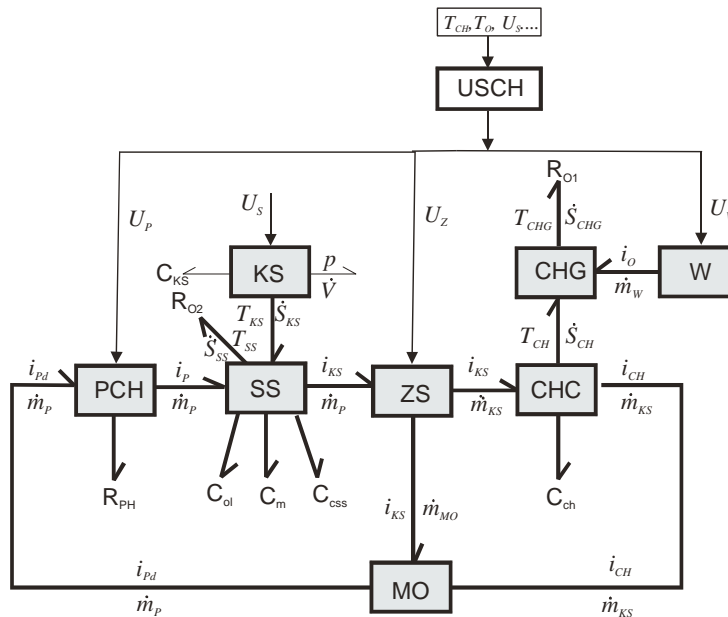 T_CH, T_O, U_S....
USCH
R_O1
U_P
U_S
U_Z
T_CHG
Ṡ_CHG
C_KS
KS
p
V̇
CHG
i_O
ṁ_W
W
R_O2
T_KS
Ṡ_KS
Ṡ_SS
T_SS
T_CH
Ṡ_CH
i_Pd
ṁ_P
PCH
i_P
ṁ_P
SS
i_KS
ṁ_P
ZS
i_KS
ṁ_KS
CHC
i_CH
ṁ_KS
R_PH
C_ol
C_m
C_css
C_ch
i_KS
ṁ_MO
i_Pd
ṁ_P
MO
i_CH
ṁ_KS